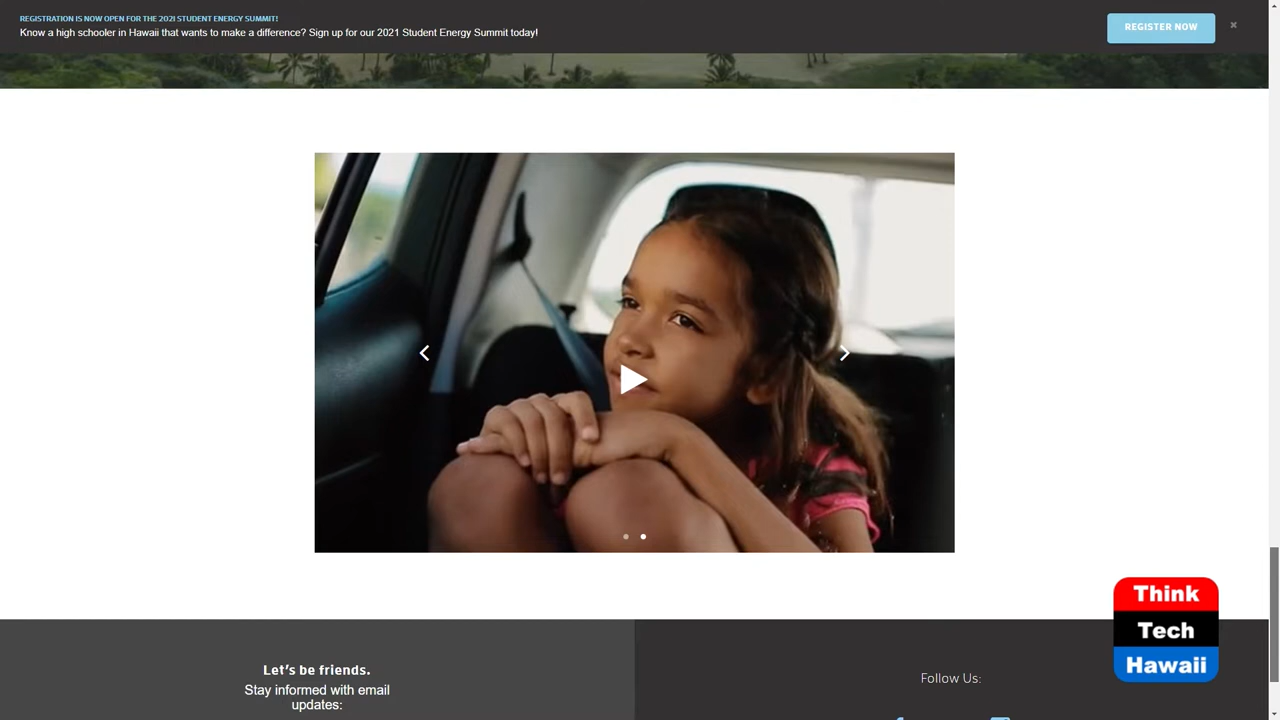 REGISTRATION IS NOW OPEN FOR THE 2021 STUDENT ENERGY SUMMIT!
Know a high schooler in Hawaii that wants to make a difference? Sign up for our 2021 Student Energy Summit today!
REGISTER NOW
Think
Tech
Hawaii
Let's be friends.
Stay informed with email
updates:
Follow Us: